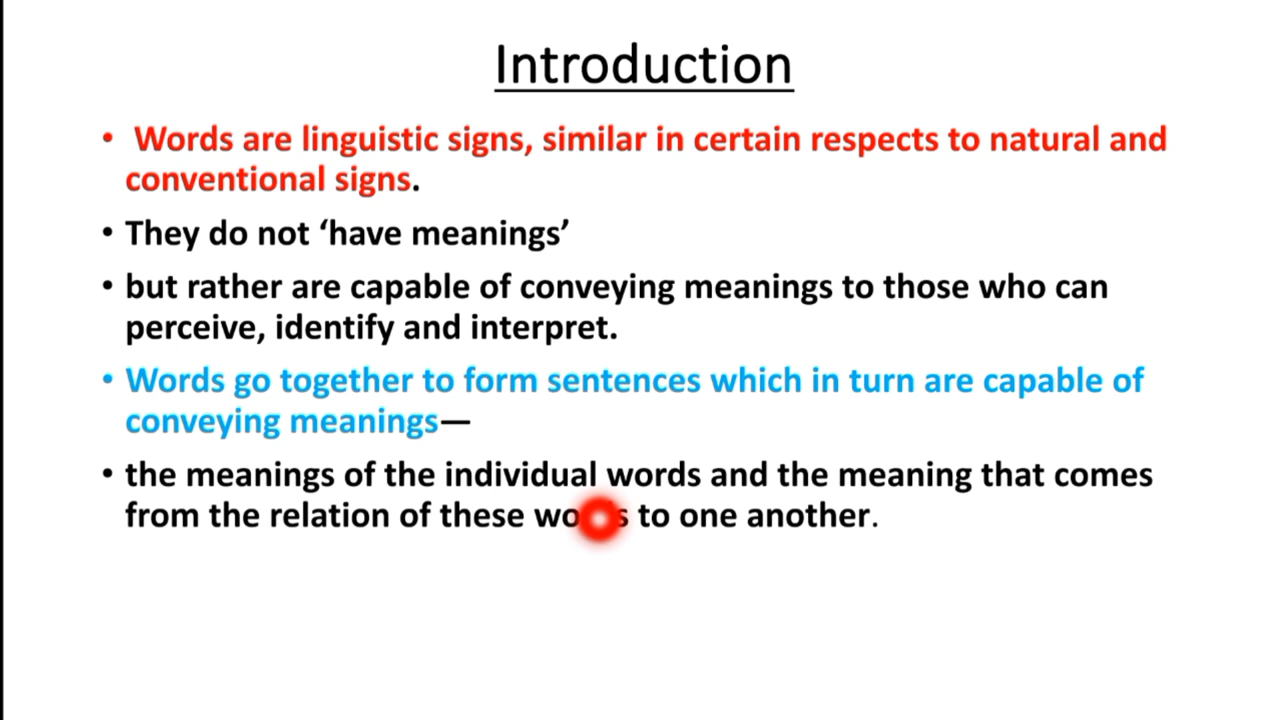 Introduction
• Words are linguistic signs, similar in certain respects to natural and
conventional signs.
• They do not ‘have meanings’
• but rather are capable of conveying meanings to those who can
perceive, identify and interpret.
• Words go together to form sentences which in turn are capable of
conveying meanings—
• the meanings of the individual words and the meaning that comes
from the relation of these words to one another.